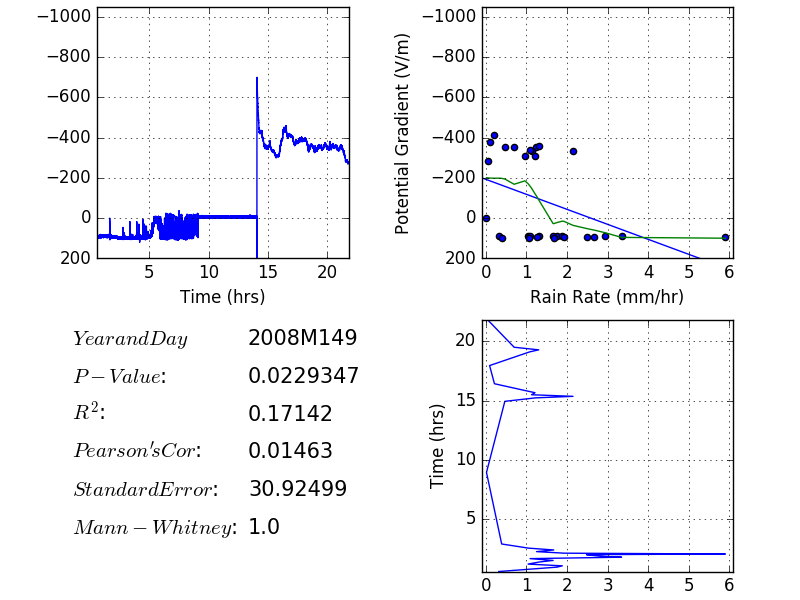 −1000
−800
−600
−400
−200
0
200
5 10 15 20
Time (hrs)
Potential Gradient (V/m)
−1000
−800
−600
−400
−200
0
200
0 1 2 3 4 5 6
Rain Rate (mm/hr)
YearandDay 2008M149
P−Value: 0.0229347
R²: 0.17142
Pearson'sCor: 0.01463
StandardError: 30.92499
Mann−Whitney: 1.0
Time (hrs)
20
15
10
5
0 1 2 3 4 5 6